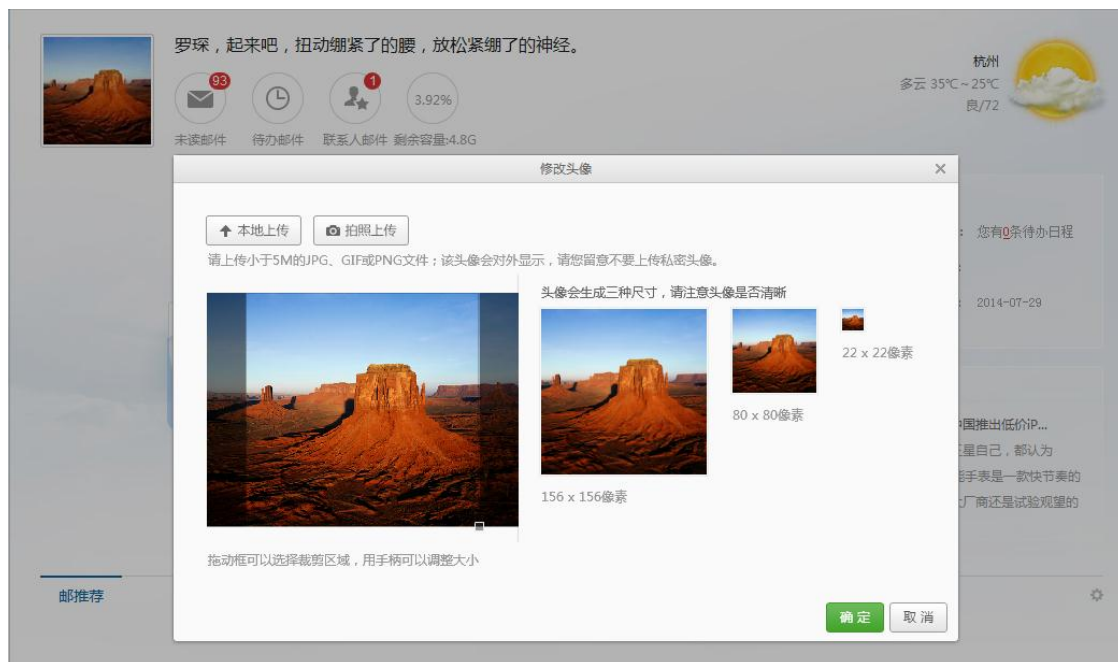 罗琛，起来吧，扭动绷紧了的腰，放松紧绷了的神经。
杭州
多云 35℃~25℃
良/72
93
1
3.92%
未读邮件 待办邮件 联系人邮件 剩余容量:4.8G
修改头像
本地上传 拍照上传
请上传小于5M的JPG、GIF或PNG文件；该头像会对外显示，请您留意不要上传私密头像。
头像会生成三种尺寸，请注意头像是否清晰
22 x 22像素
80 x 80像素
156 x 156像素
拖动框可以选择裁剪区域，用手柄可以调整大小
确 定 取 消
： 您有0条待办日程
：
： 2014-07-29
国推出低价iP...
星自己，都认为
手表是一款快节奏的
厂商还是试验观望的
邮推荐